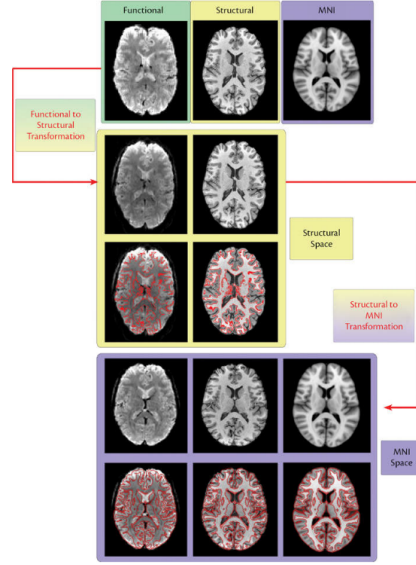 Functional
Structural
MNI
Functional to
Structural
Transformation
Structural
Space
Structural to
MNI
Transformation
MNI
Space